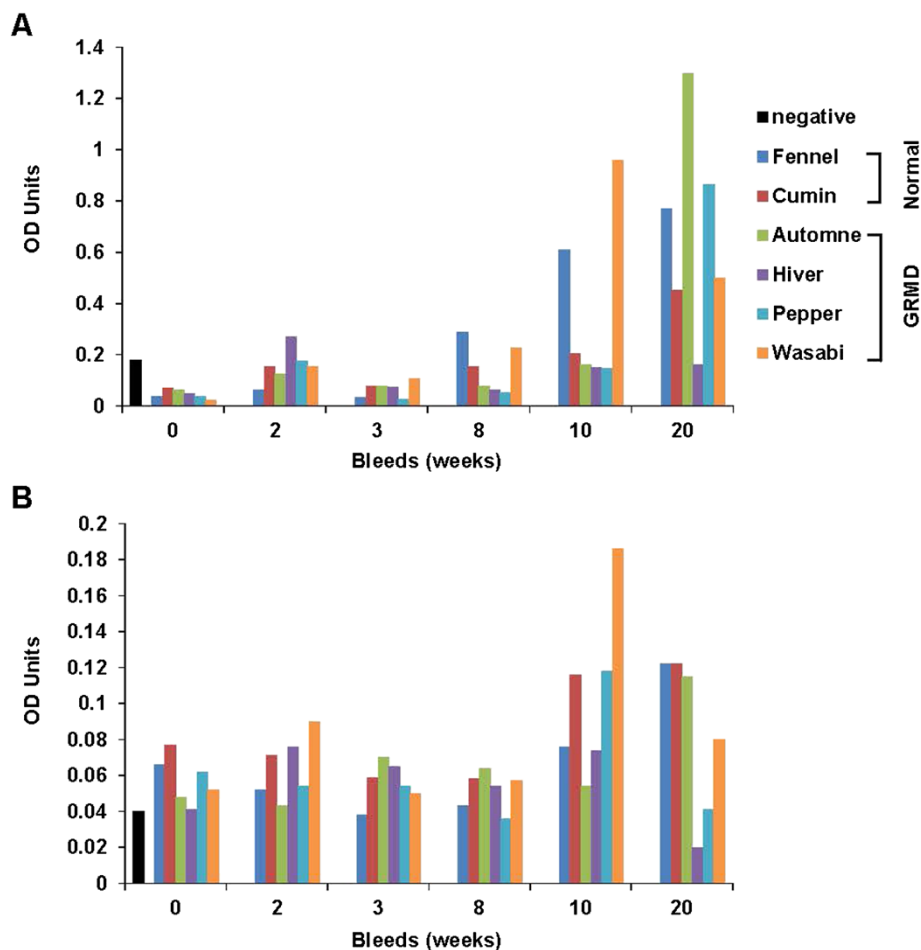 A
1.4
1.2
1
0.8
0.6
0.4
0.2
0
OD Units
0 2 3 8 10 20
Bleeds (weeks)
negative
Fennel
Cumin
Automne
Hiver
Pepper
Wasabi
Normal
GRMD
B
0.2
0.18
0.16
0.14
0.12
0.1
0.08
0.06
0.04
0.02
0
OD Units
0 2 3 8 10 20
Bleeds (weeks)